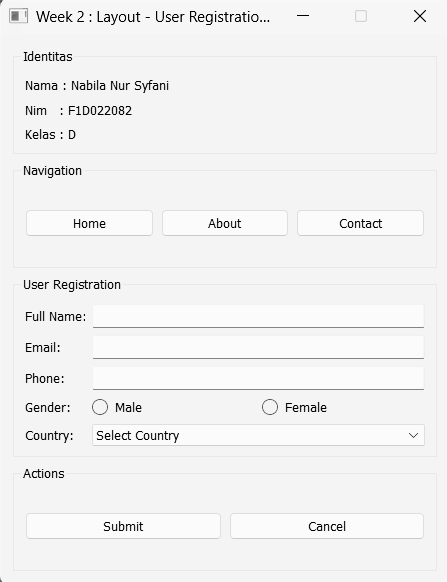 Week 2 : Layout - User Registratio...
Identitas
Nama : Nabila Nur Syfani
Nim : F1D022082
Kelas : D
Navigation
Home About Contact
User Registration
Full Name:
Email:
Phone:
Gender: Male Female
Country: Select Country
Actions
Submit Cancel